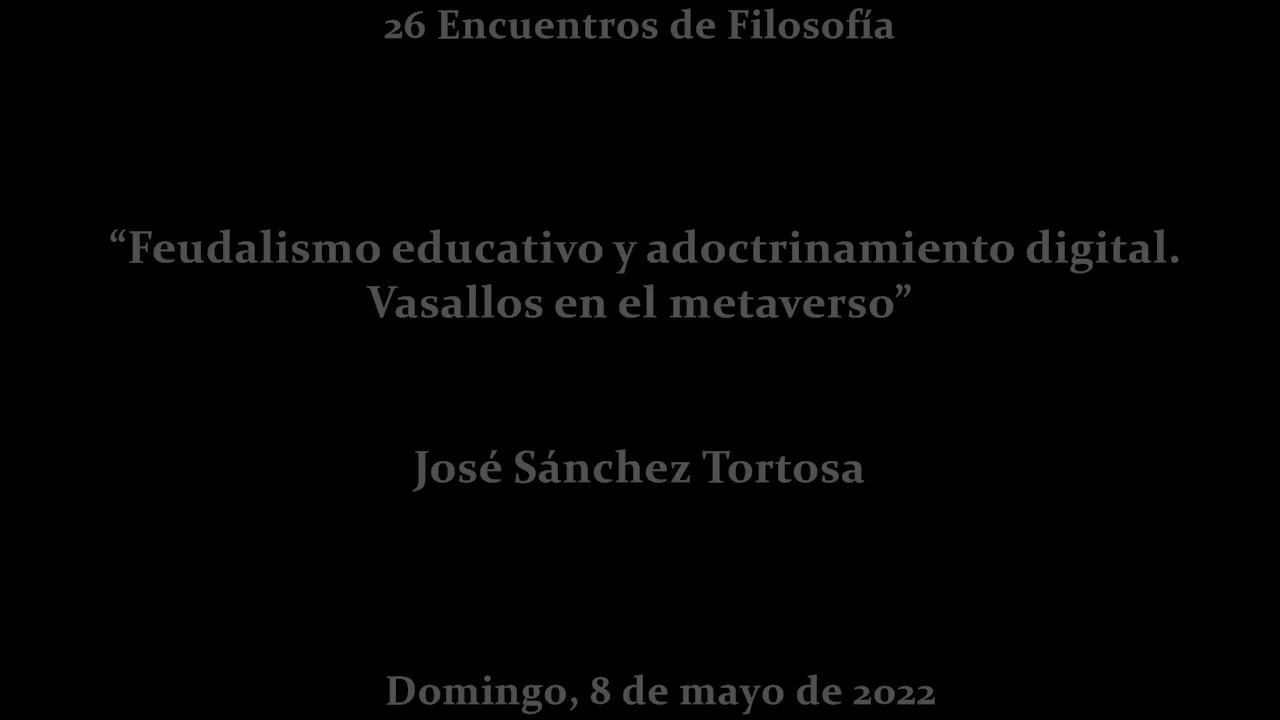 26 Encuentros de Filosofía
“Feudalismo educativo y adoctrinamiento digital.
Vasallos en el metaverso”
José Sánchez Tortosa
Domingo, 8 de mayo de 2022